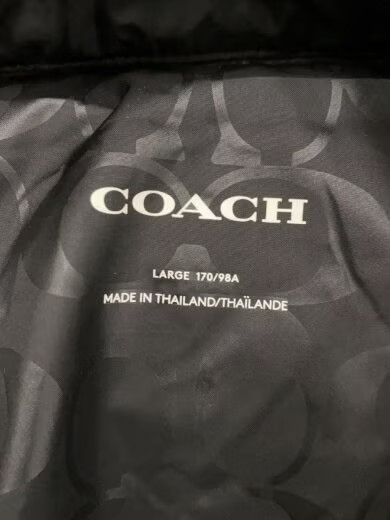 COACH
LARGE 170/98A
MADE IN THAILAND/THAÏLANDE